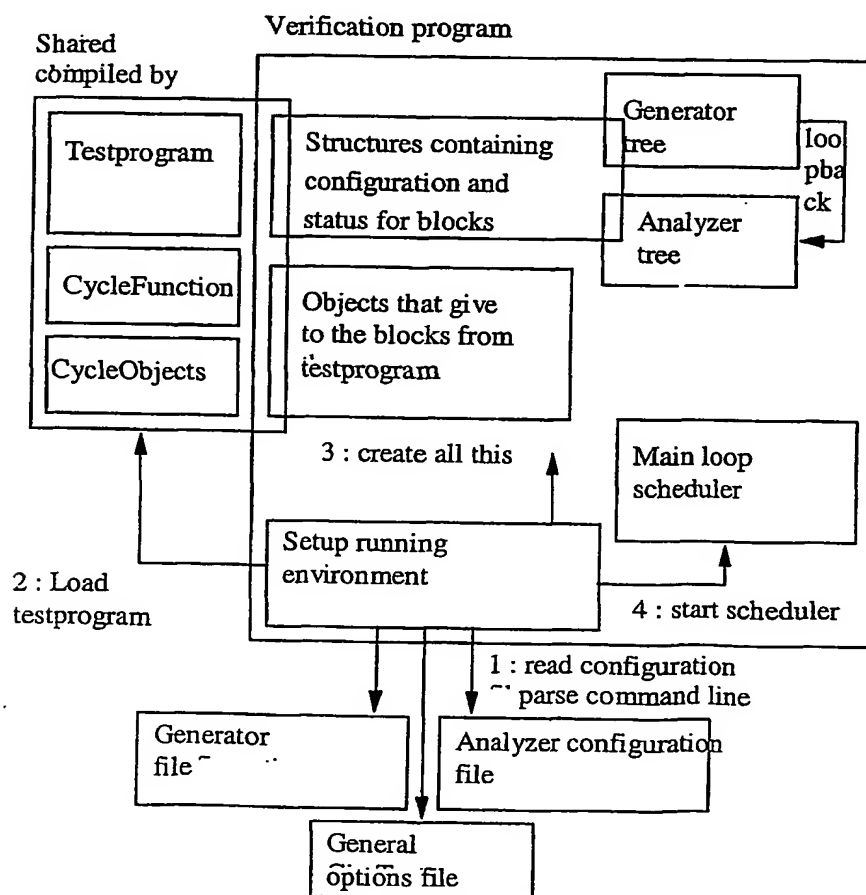 Verification program
Shared
compiled by
Testprogram
CycleFunction
CycleObjects
Structures containing
configuration and
status for blocks
Generator
tree
loo
pba
ck
Analyzer
tree
Objects that give
to the blocks from
testprogram
3 : create all this
Main loop
scheduler
Setup running
environment
2 : Load
testprogram
4 : start scheduler
1 : read configuration
parse command line
Generator
file
Analyzer configuration
file
General
options file